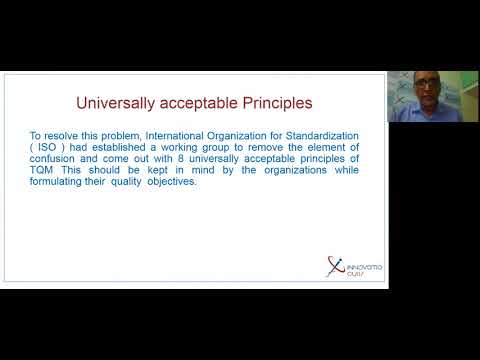 Universally acceptable Principles
To resolve this problem, International Organization for Standardization
( ISO ) had established a working group to remove the element of
confusion and come out with 8 universally acceptable principles of
TQM This should be kept in mind by the organizations while
formulating their quality objectives.
INNOVATIO